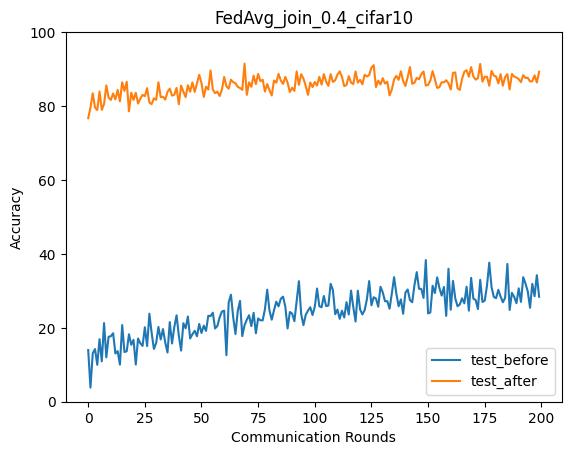 FedAvg_join_0.4_cifar10
100
80
60
40
20
0
Accuracy
0 25 50 75 100 125 150 175 200
Communication Rounds
test_before
test_after